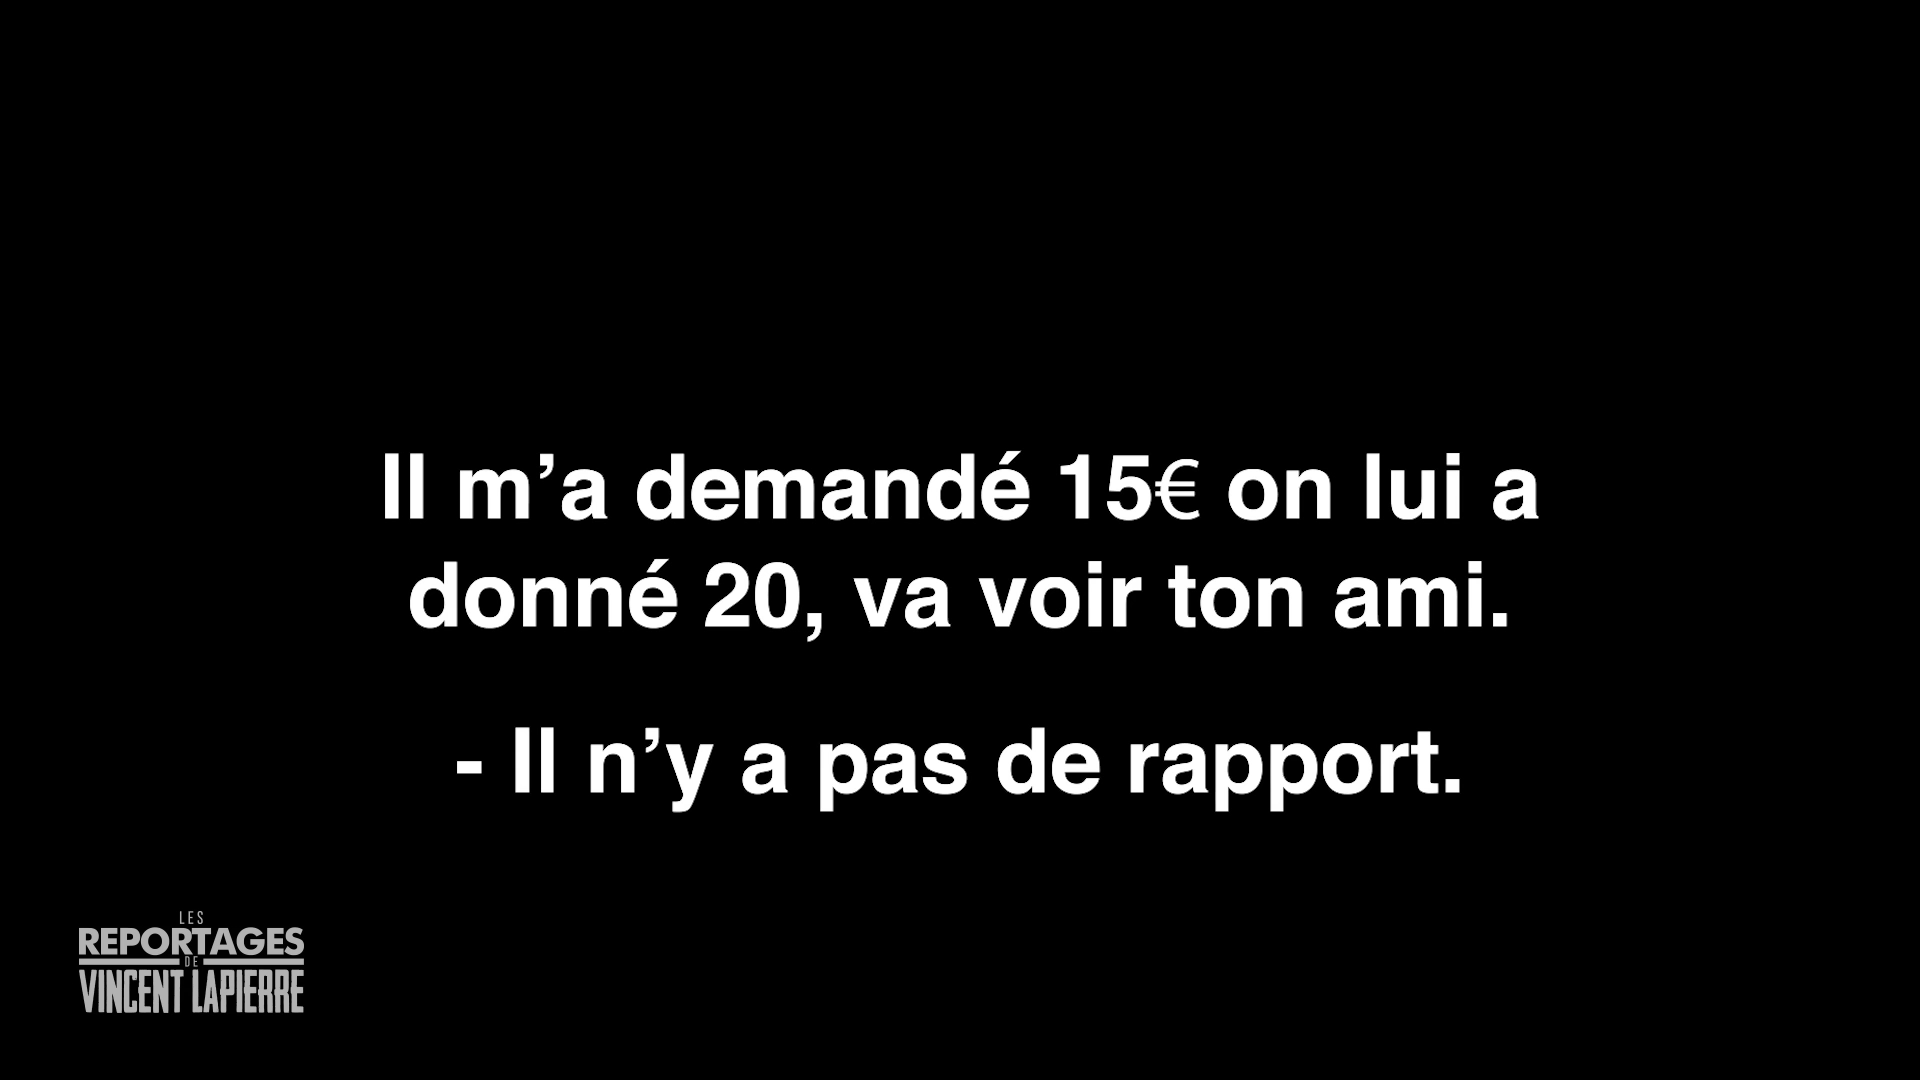 Il m’a demandé 15€ on lui a
donné 20, va voir ton ami.
- Il n’y a pas de rapport.
LES
REPORTAGES
DE
VINCENT LAPIERRE